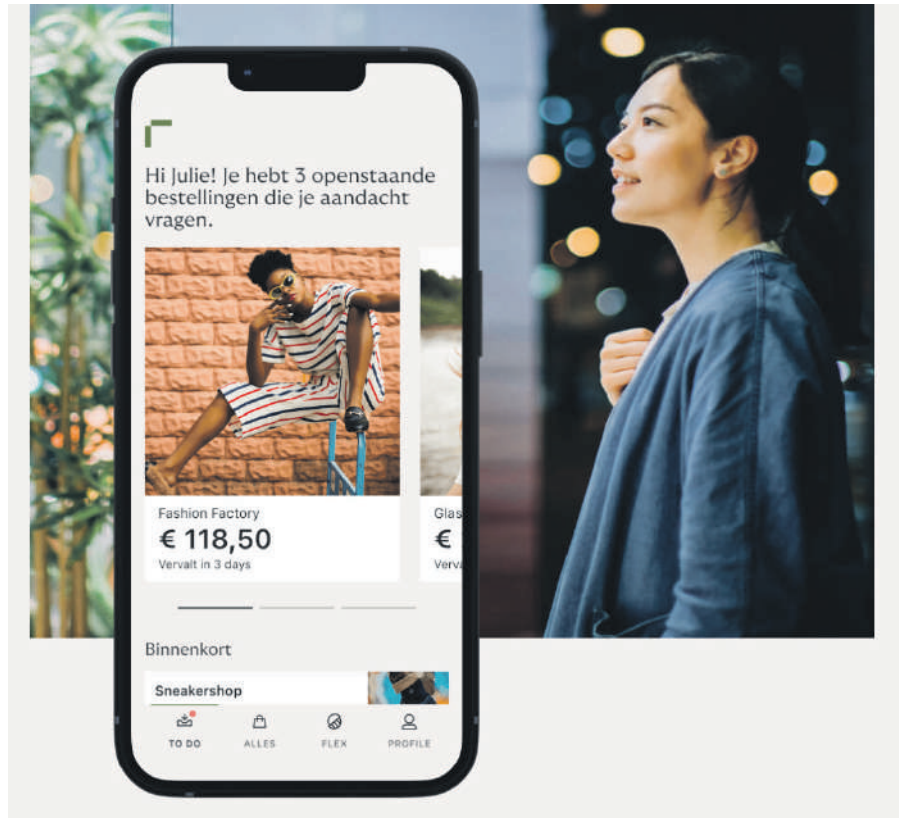 Hi Julie! Je hebt 3 openstaande
bestellingen die je aandacht
vragen.
Fashion Factory
€ 118,50
Vervalt in 3 days
Glas
€
Verva
Binnenkort
Sneakershop
TO DO
ALLES
FLEX
PROFILE